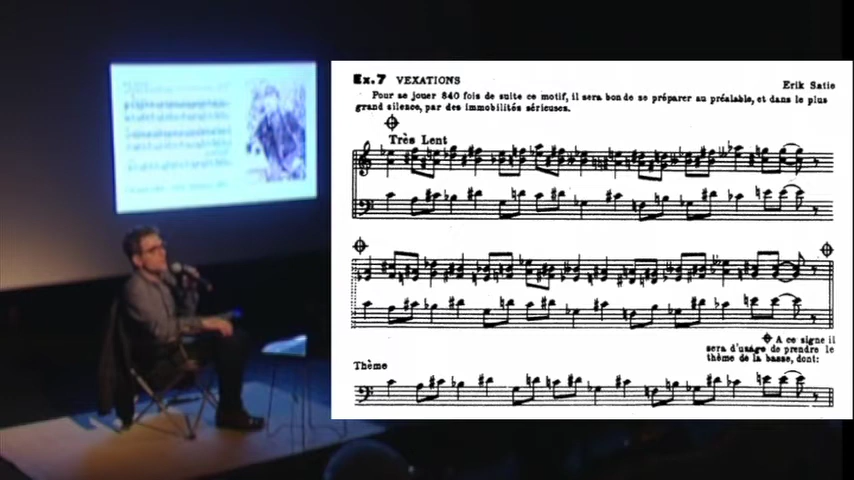 Ex.7 VEXATIONS
Erik Satie
Pour se jouer 840 fois de suite ce motif, il sera bon de se préparer au préalable, et dans le plus
grand silence, par des immobilités sérieuses.
Très Lent
A ce signe il
sera d'usage de prendre le
thème de la basse, dont:
Thème